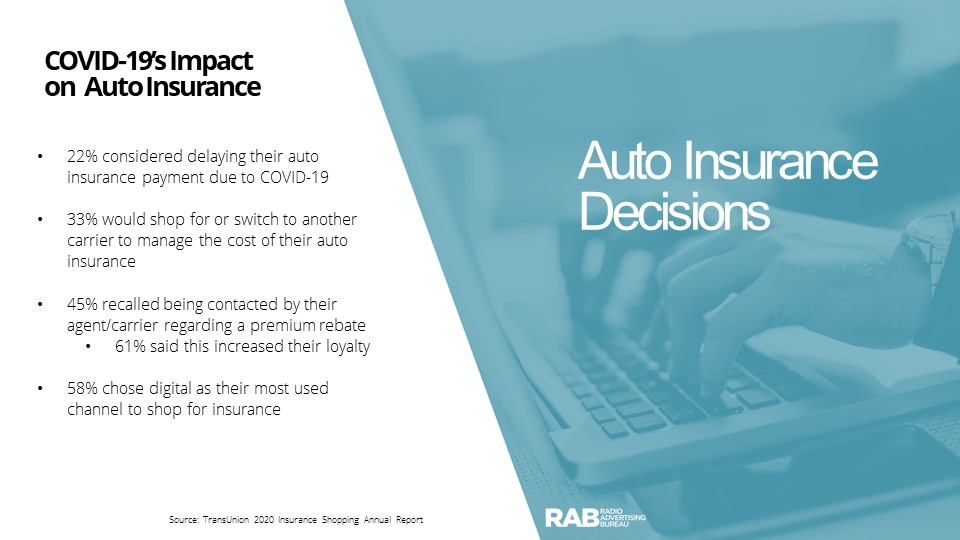 COVID-19's Impact
on Auto Insurance
• 22% considered delaying their auto
insurance payment due to COVID-19
• 33% would shop for or switch to another
carrier to manage the cost of their auto
insurance
• 45% recalled being contacted by their
agent/carrier regarding a premium rebate
• 61% said this increased their loyalty
• 58% chose digital as their most used
channel to shop for insurance
Source: TransUnion 2020 Insurance Shopping Annual Report
Auto Insurance
Decisions
RAB RADIO
ADVERTISING
BUREAU